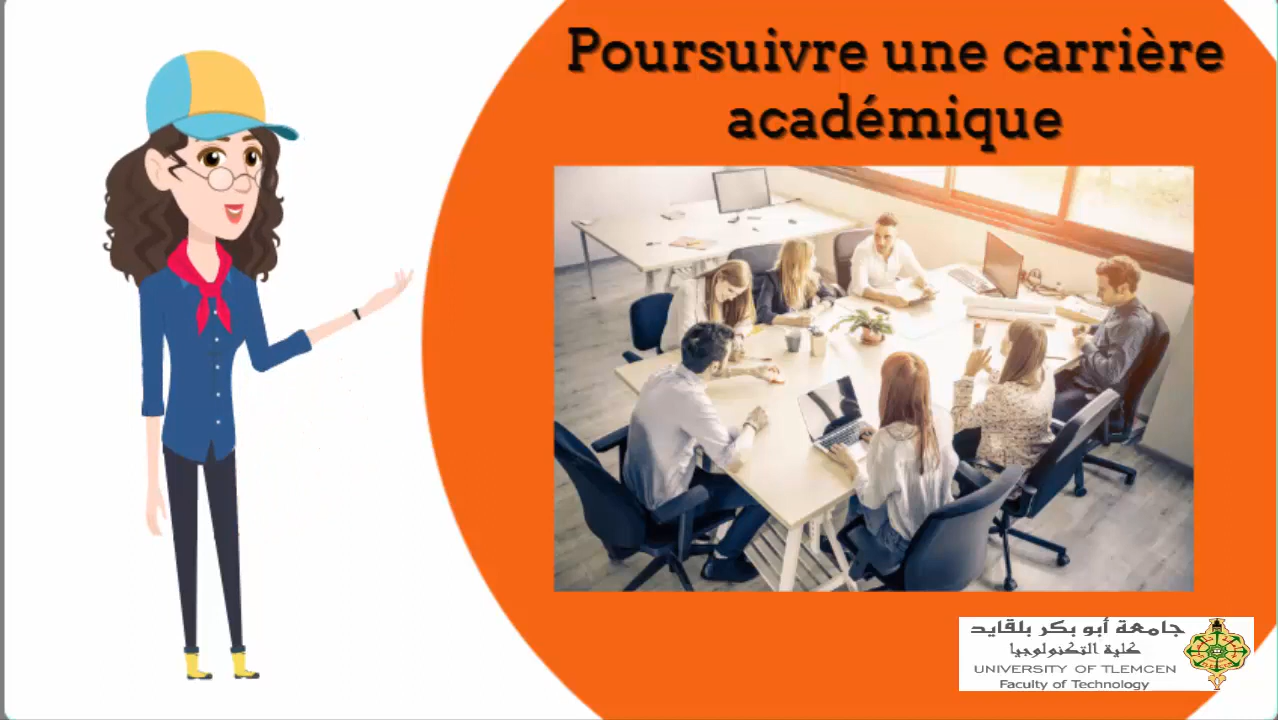 Poursuivre une carrière
académique
جامعة أبو بكر بلقايد
كلية التكنولوجيا
UNIVERSITY OF TLEMCEN
Faculty of Technology